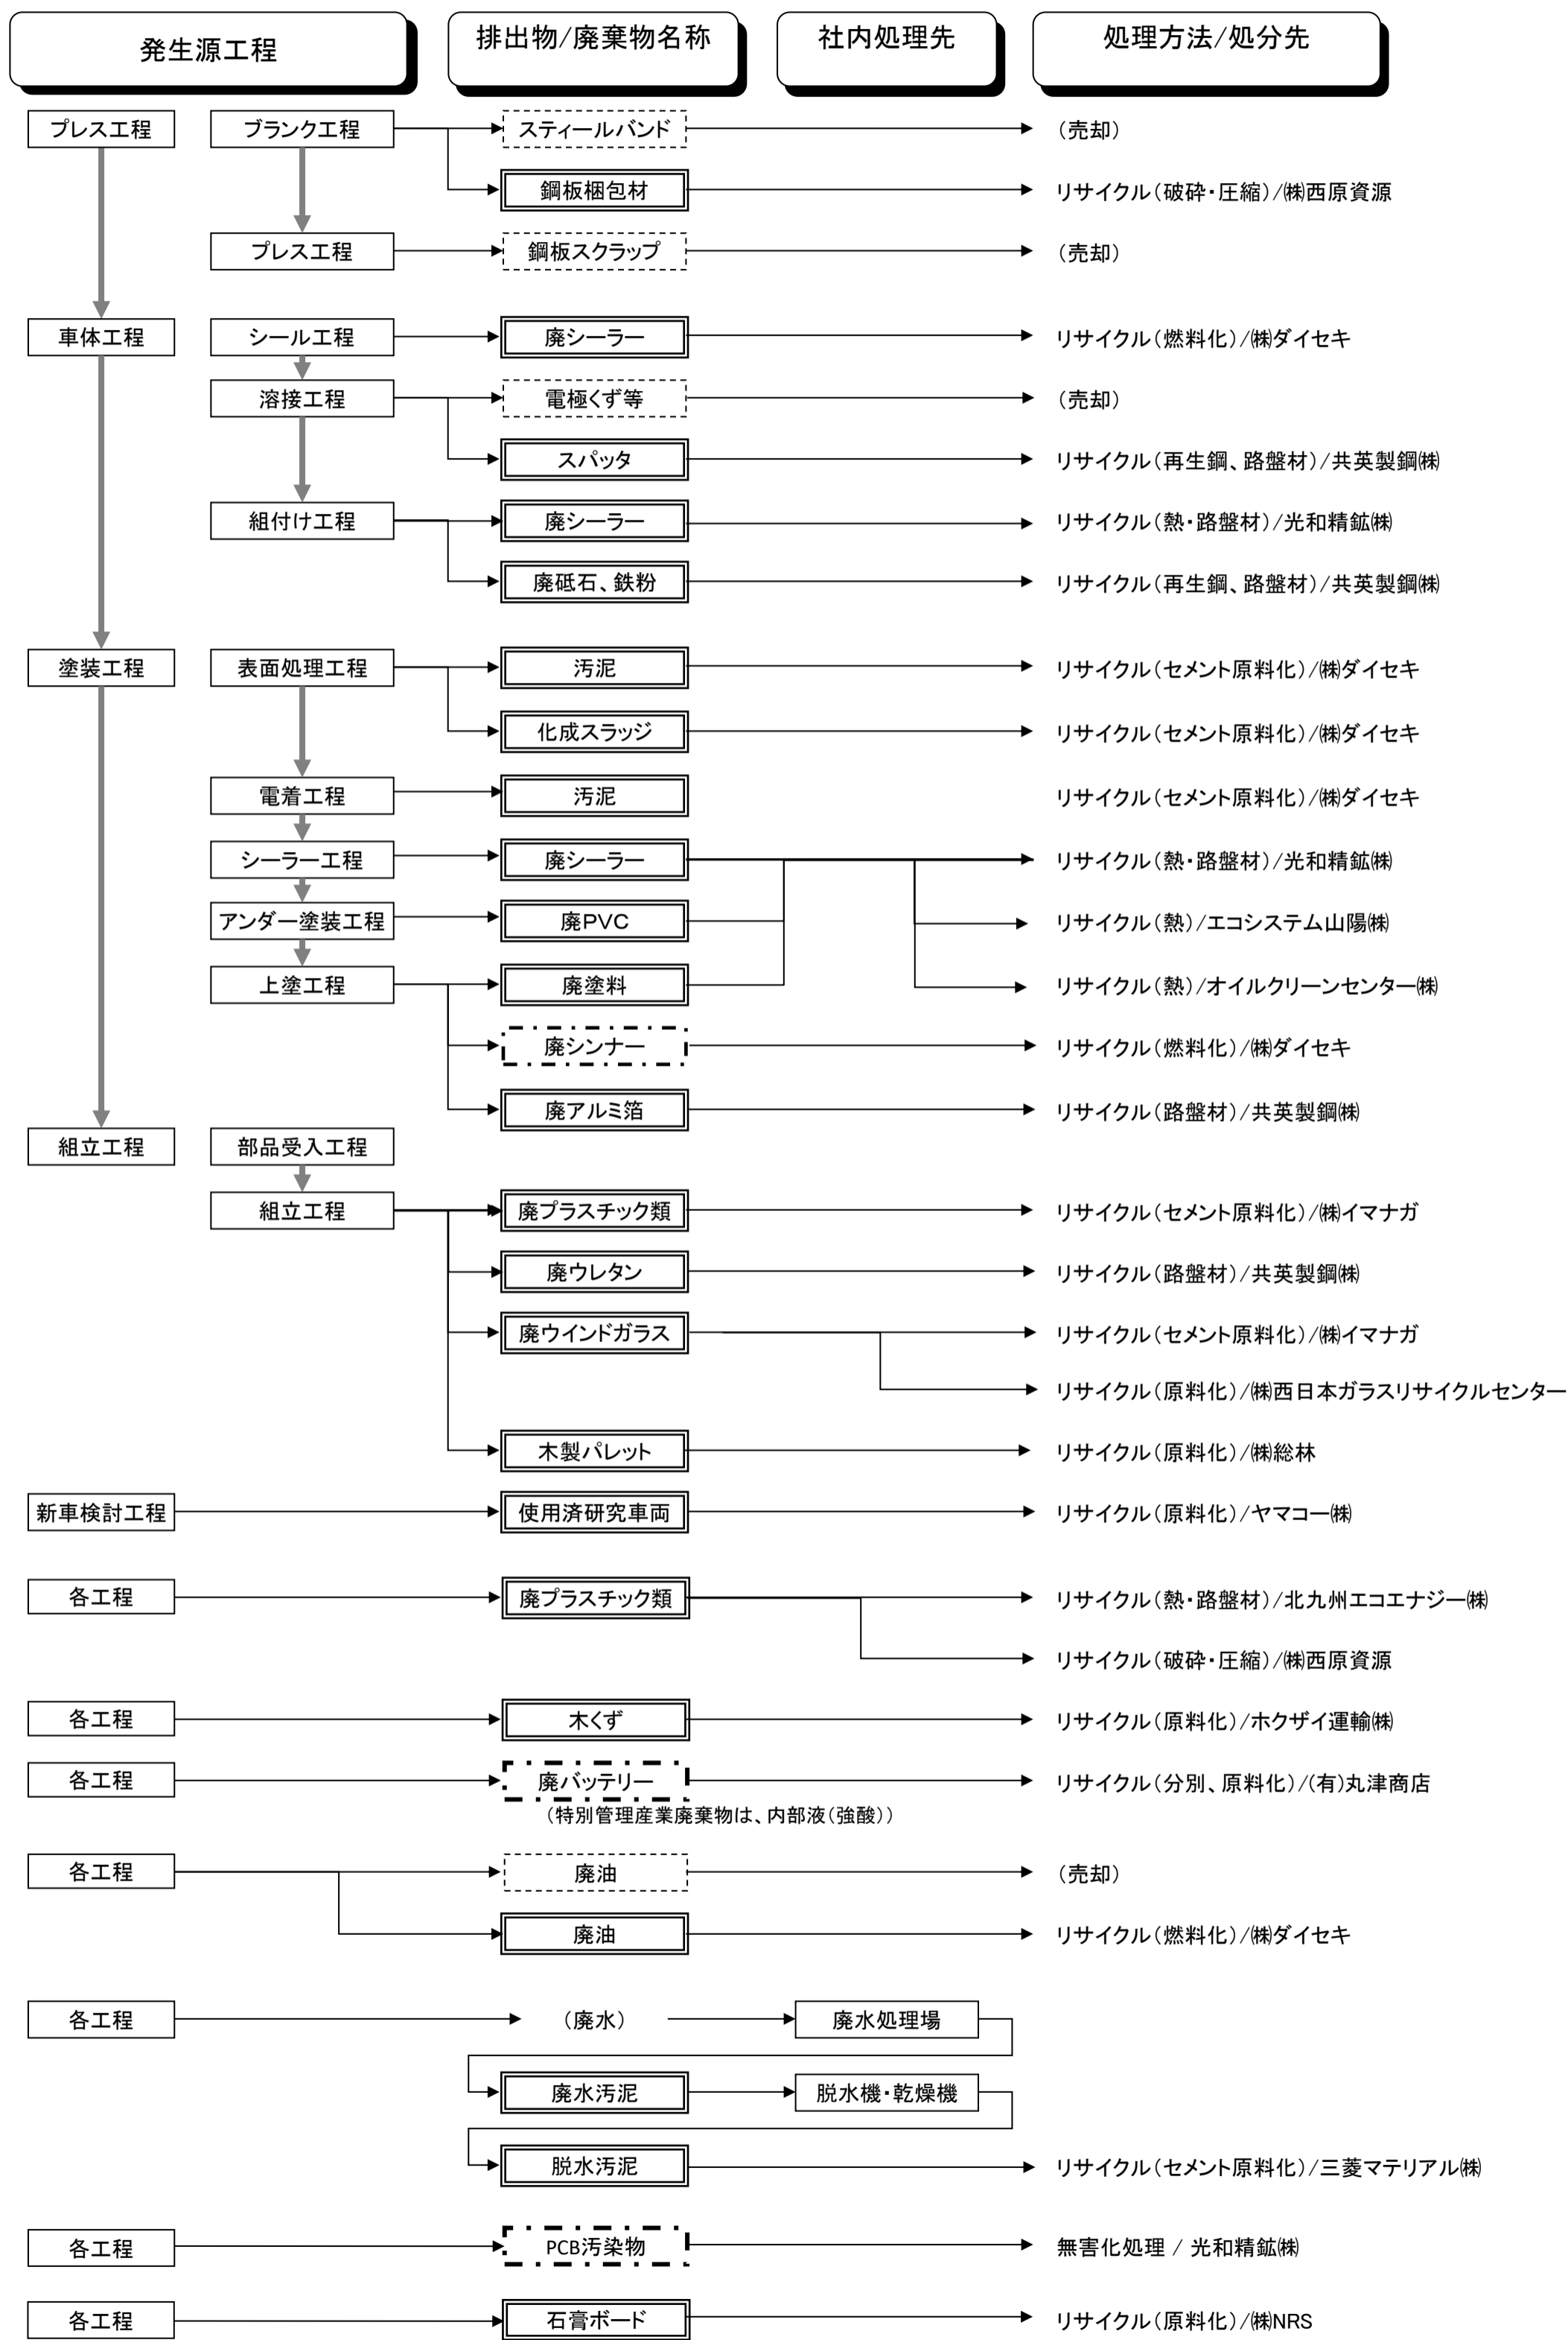 発生源工程 排出物/廃棄物名称 社内処理先 処理方法/処分先
プレス工程 ブランク工程 スティールバンド （売却）
鋼板梱包材 リサイクル（破砕・圧縮）/㈱西原資源
プレス工程 鋼板スクラップ （売却）
車体工程 シール工程 廃シーラー リサイクル（燃料化）/㈱ダイセキ
溶接工程 電極くず等 （売却）
スパッタ リサイクル（再生鋼、路盤材）/共英製鋼㈱
組付け工程 廃シーラー リサイクル（熱・路盤材）/光和精鉱㈱
廃砥石、鉄粉 リサイクル（再生鋼、路盤材）/共英製鋼㈱
塗装工程 表面処理工程 汚泥 リサイクル（セメント原料化）/㈱ダイセキ
化成スラッジ リサイクル（セメント原料化）/㈱ダイセキ
電着工程 汚泥 リサイクル（セメント原料化）/㈱ダイセキ
シーラー工程 廃シーラー リサイクル（熱・路盤材）/光和精鉱㈱
アンダー塗装工程 廃PVC リサイクル（熱）/エコシステム山陽㈱
上塗工程 廃塗料 リサイクル（熱）/オイルクリーンセンター㈱
廃シンナー リサイクル（燃料化）/㈱ダイセキ
廃アルミ箔 リサイクル（路盤材）/共英製鋼㈱
組立工程 部品受入工程
組立工程 廃プラスチック類 リサイクル（セメント原料化）/㈱イマナガ
廃ウレタン リサイクル（路盤材）/共英製鋼㈱
廃ウインドガラス リサイクル（セメント原料化）/㈱イマナガ
リサイクル（原料化）/㈱西日本ガラスリサイクルセンター
木製パレット リサイクル（原料化）/㈱総林
新車検討工程 使用済研究車両 リサイクル（原料化）/ヤマコー㈱
各工程 廃プラスチック類 リサイクル（熱・路盤材）/北九州エコエナジー㈱
リサイクル（破砕・圧縮）/㈱西原資源
各工程 木くず リサイクル（原料化）/ホクザイ運輸㈱
各工程 廃バッテリー リサイクル（分別、原料化）/(有)丸津商店
（特別管理産業廃棄物は、内部液（強酸））
各工程 廃油 （売却）
廃油 リサイクル（燃料化）/㈱ダイセキ
各工程 （廃水） 廃水処理場
廃水汚泥 脱水機・乾燥機
脱水汚泥 リサイクル（セメント原料化）/三菱マテリアル㈱
各工程 PCB汚染物 無害化処理 / 光和精鉱㈱
各工程 石膏ボード リサイクル（原料化）/㈱NRS